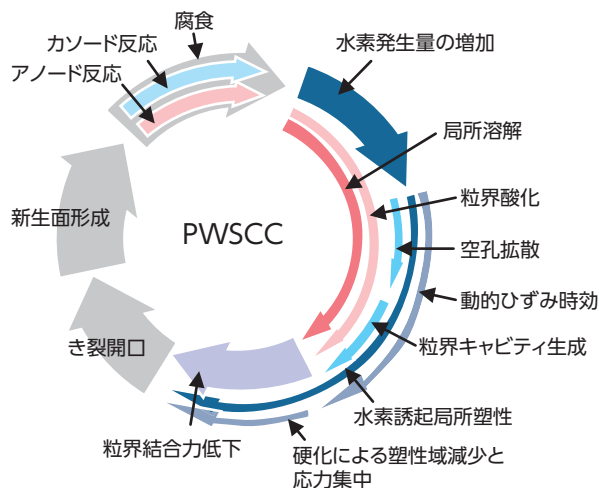 腐食
カソード反応
アノード反応
水素発生量の増加
局所溶解
粒界酸化
空孔拡散
動的ひずみ時効
粒界キャビティ生成
水素誘起局所塑性
硬化による塑性域減少と
応力集中
粒界結合力低下
き裂開口
新生面形成
PWSCC